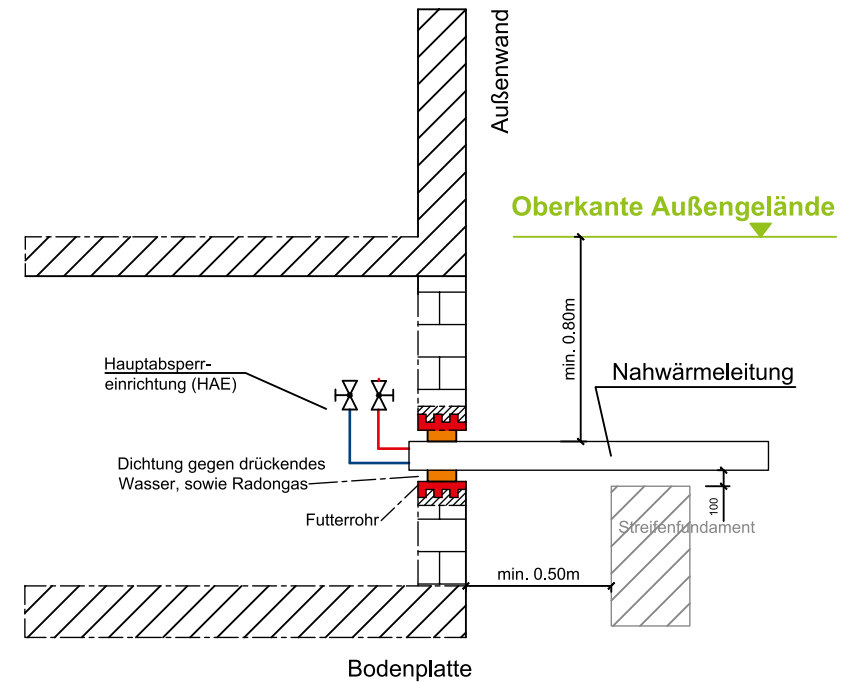 Außenwand
Oberkante Außengelände
min. 0.80m
Hauptabsperr-
einrichtung (HAE)
Nahwärmeleitung
Dichtung gegen drückendes
Wasser, sowie Radongas
Futterrohr
100
Streifenfundament
min. 0.50m
Bodenplatte